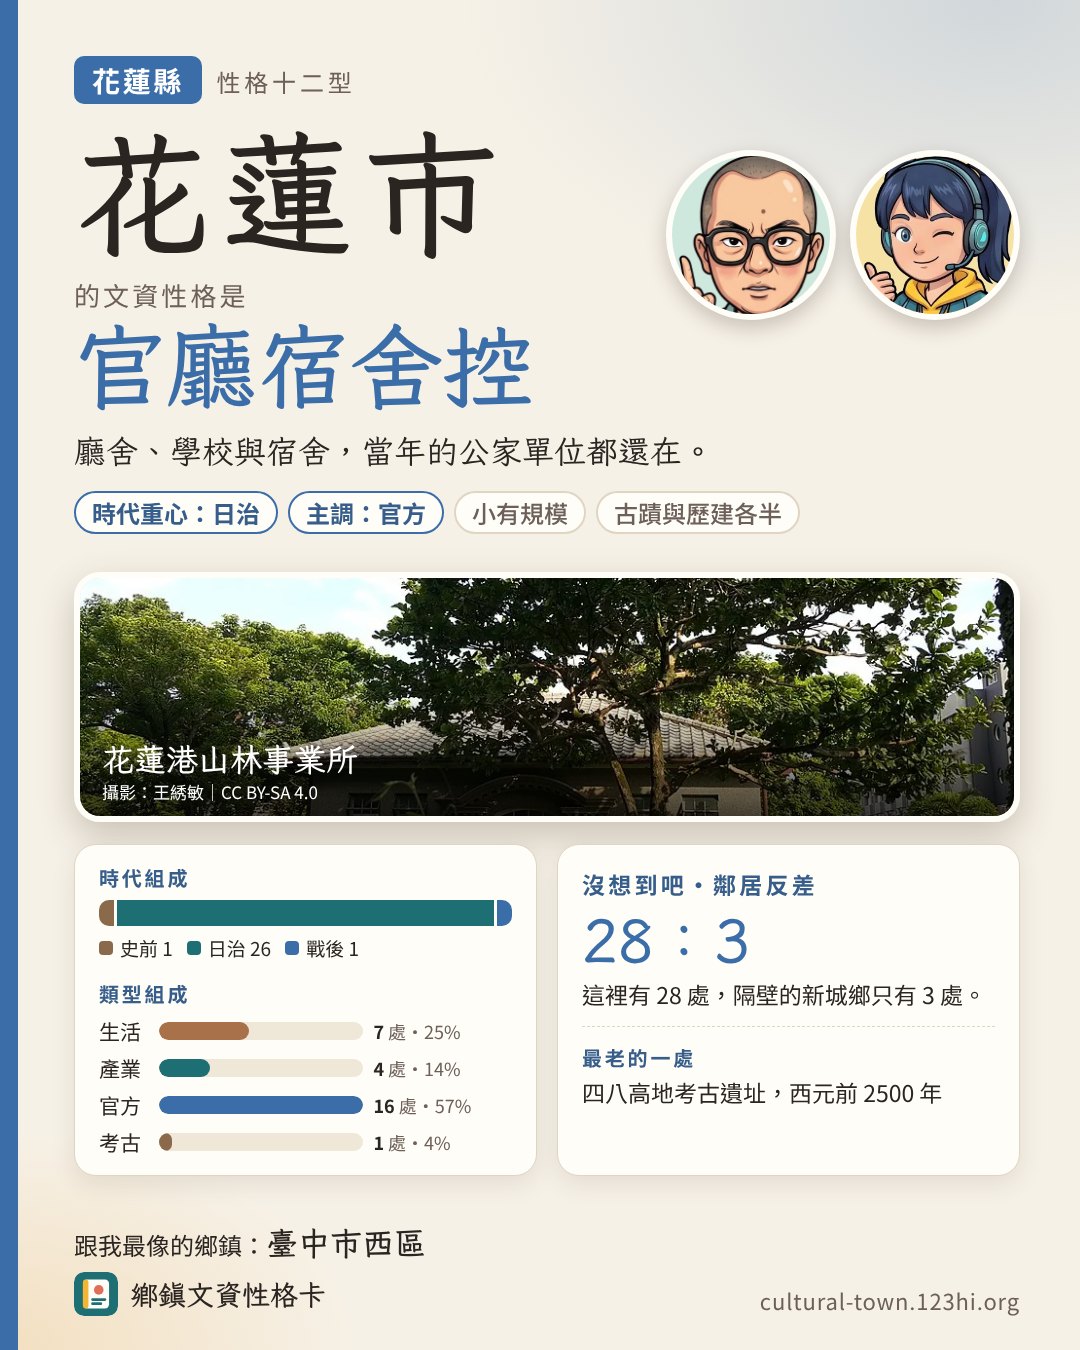 花蓮縣 性格十二型
花蓮市
的文資性格是
官廳宿舍控
廳舍、學校與宿舍，當年的公家單位都還在。
時代重心：日治 主調：官方 小有規模 古蹟與歷建各半
花蓮港山林事業所
攝影：王綉敏｜CC BY-SA 4.0
時代組成
史前 1 日治 26 戰後 1
類型組成
生活 7 處・25%
產業 4 處・14%
官方 16 處・57%
考古 1 處・4%
沒想到吧・鄰居反差
28：3
這裡有 28 處，隔壁的新城鄉只有 3 處。
最老的一處
四八高地考古遺址，西元前 2500 年
跟我最像的鄉鎮：臺中市西區
鄉鎮文資性格卡
cultural-town.123hi.org